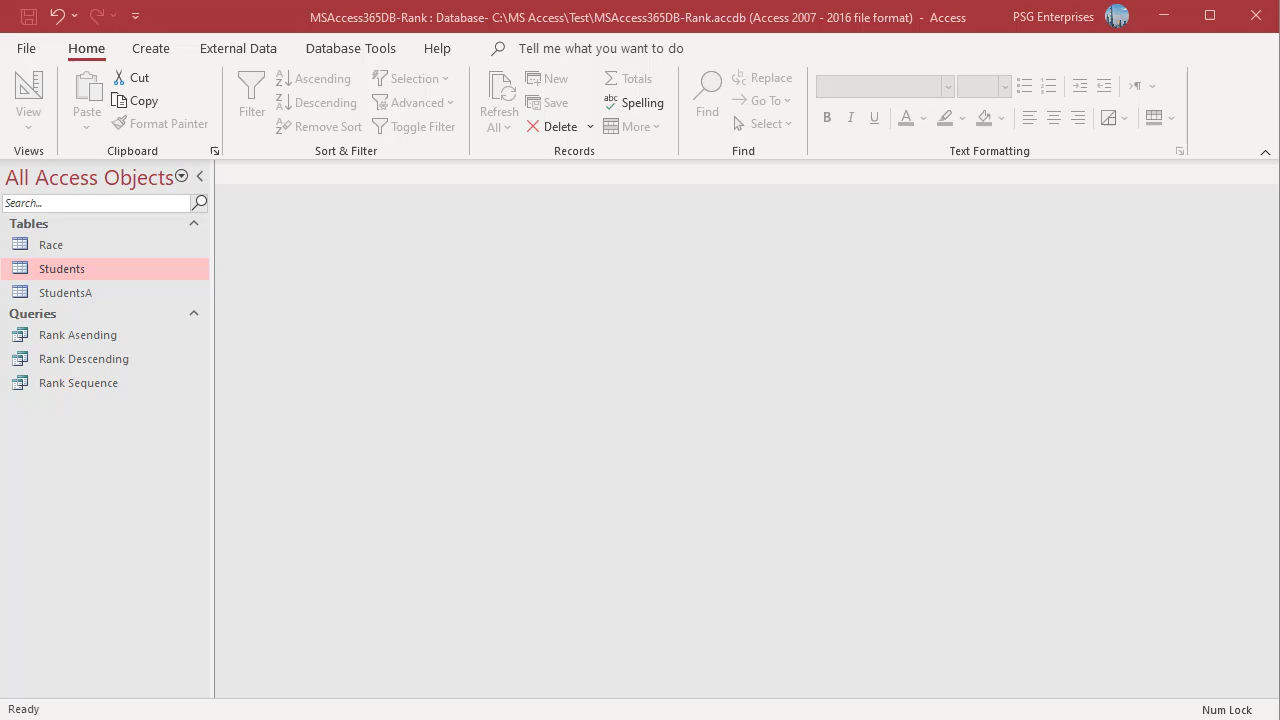 MSAccess365DB-Rank : Database- C:\MS Access\Test\MSAccess365DB-Rank.accdb (Access 2007 - 2016 file format) - Access
PSG Enterprises
File Home Create External Data Database Tools Help Tell me what you want to do
View
Views
Paste
Cut
Copy
Format Painter
Clipboard
Filter
Ascending
Descending
Remove Sort
Selection
Advanced
Toggle Filter
Sort & Filter
Refresh
All
New
Save
Delete
Totals
Spelling
More
Records
Find
Replace
Go To
Select
Find
B I U A
Text Formatting
All Access Objects
Search...
Tables
Race
Students
StudentsA
Queries
Rank Asending
Rank Descending
Rank Sequence
Ready
Num Lock